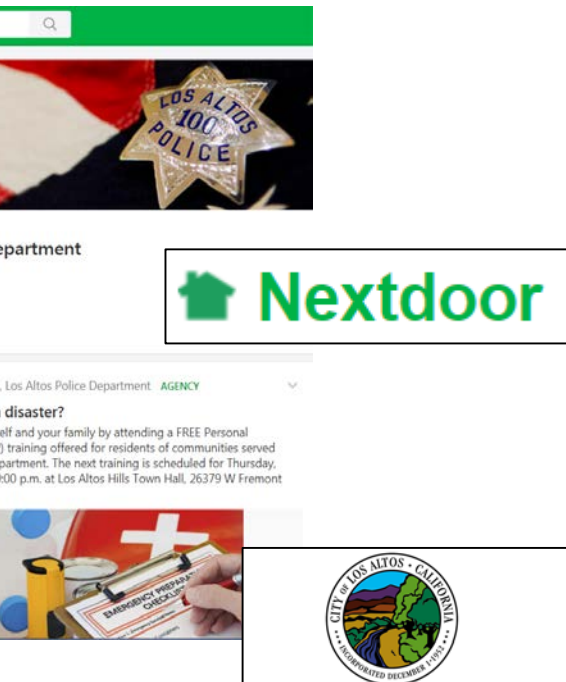 LOS ALTOS
100
POLICE
epartment
Nextdoor
, Los Altos Police Department AGENCY
disaster?
elf and your family by attending a FREE Personal
) training offered for residents of communities served
partment. The next training is scheduled for Thursday,
:00 p.m. at Los Altos Hills Town Hall, 26379 W Fremont
EMERGENCY PREPARA
CHECKLIST
CITY OF LOS ALTOS • CALIFORNIA
INCORPORATED DECEMBER 1•1952